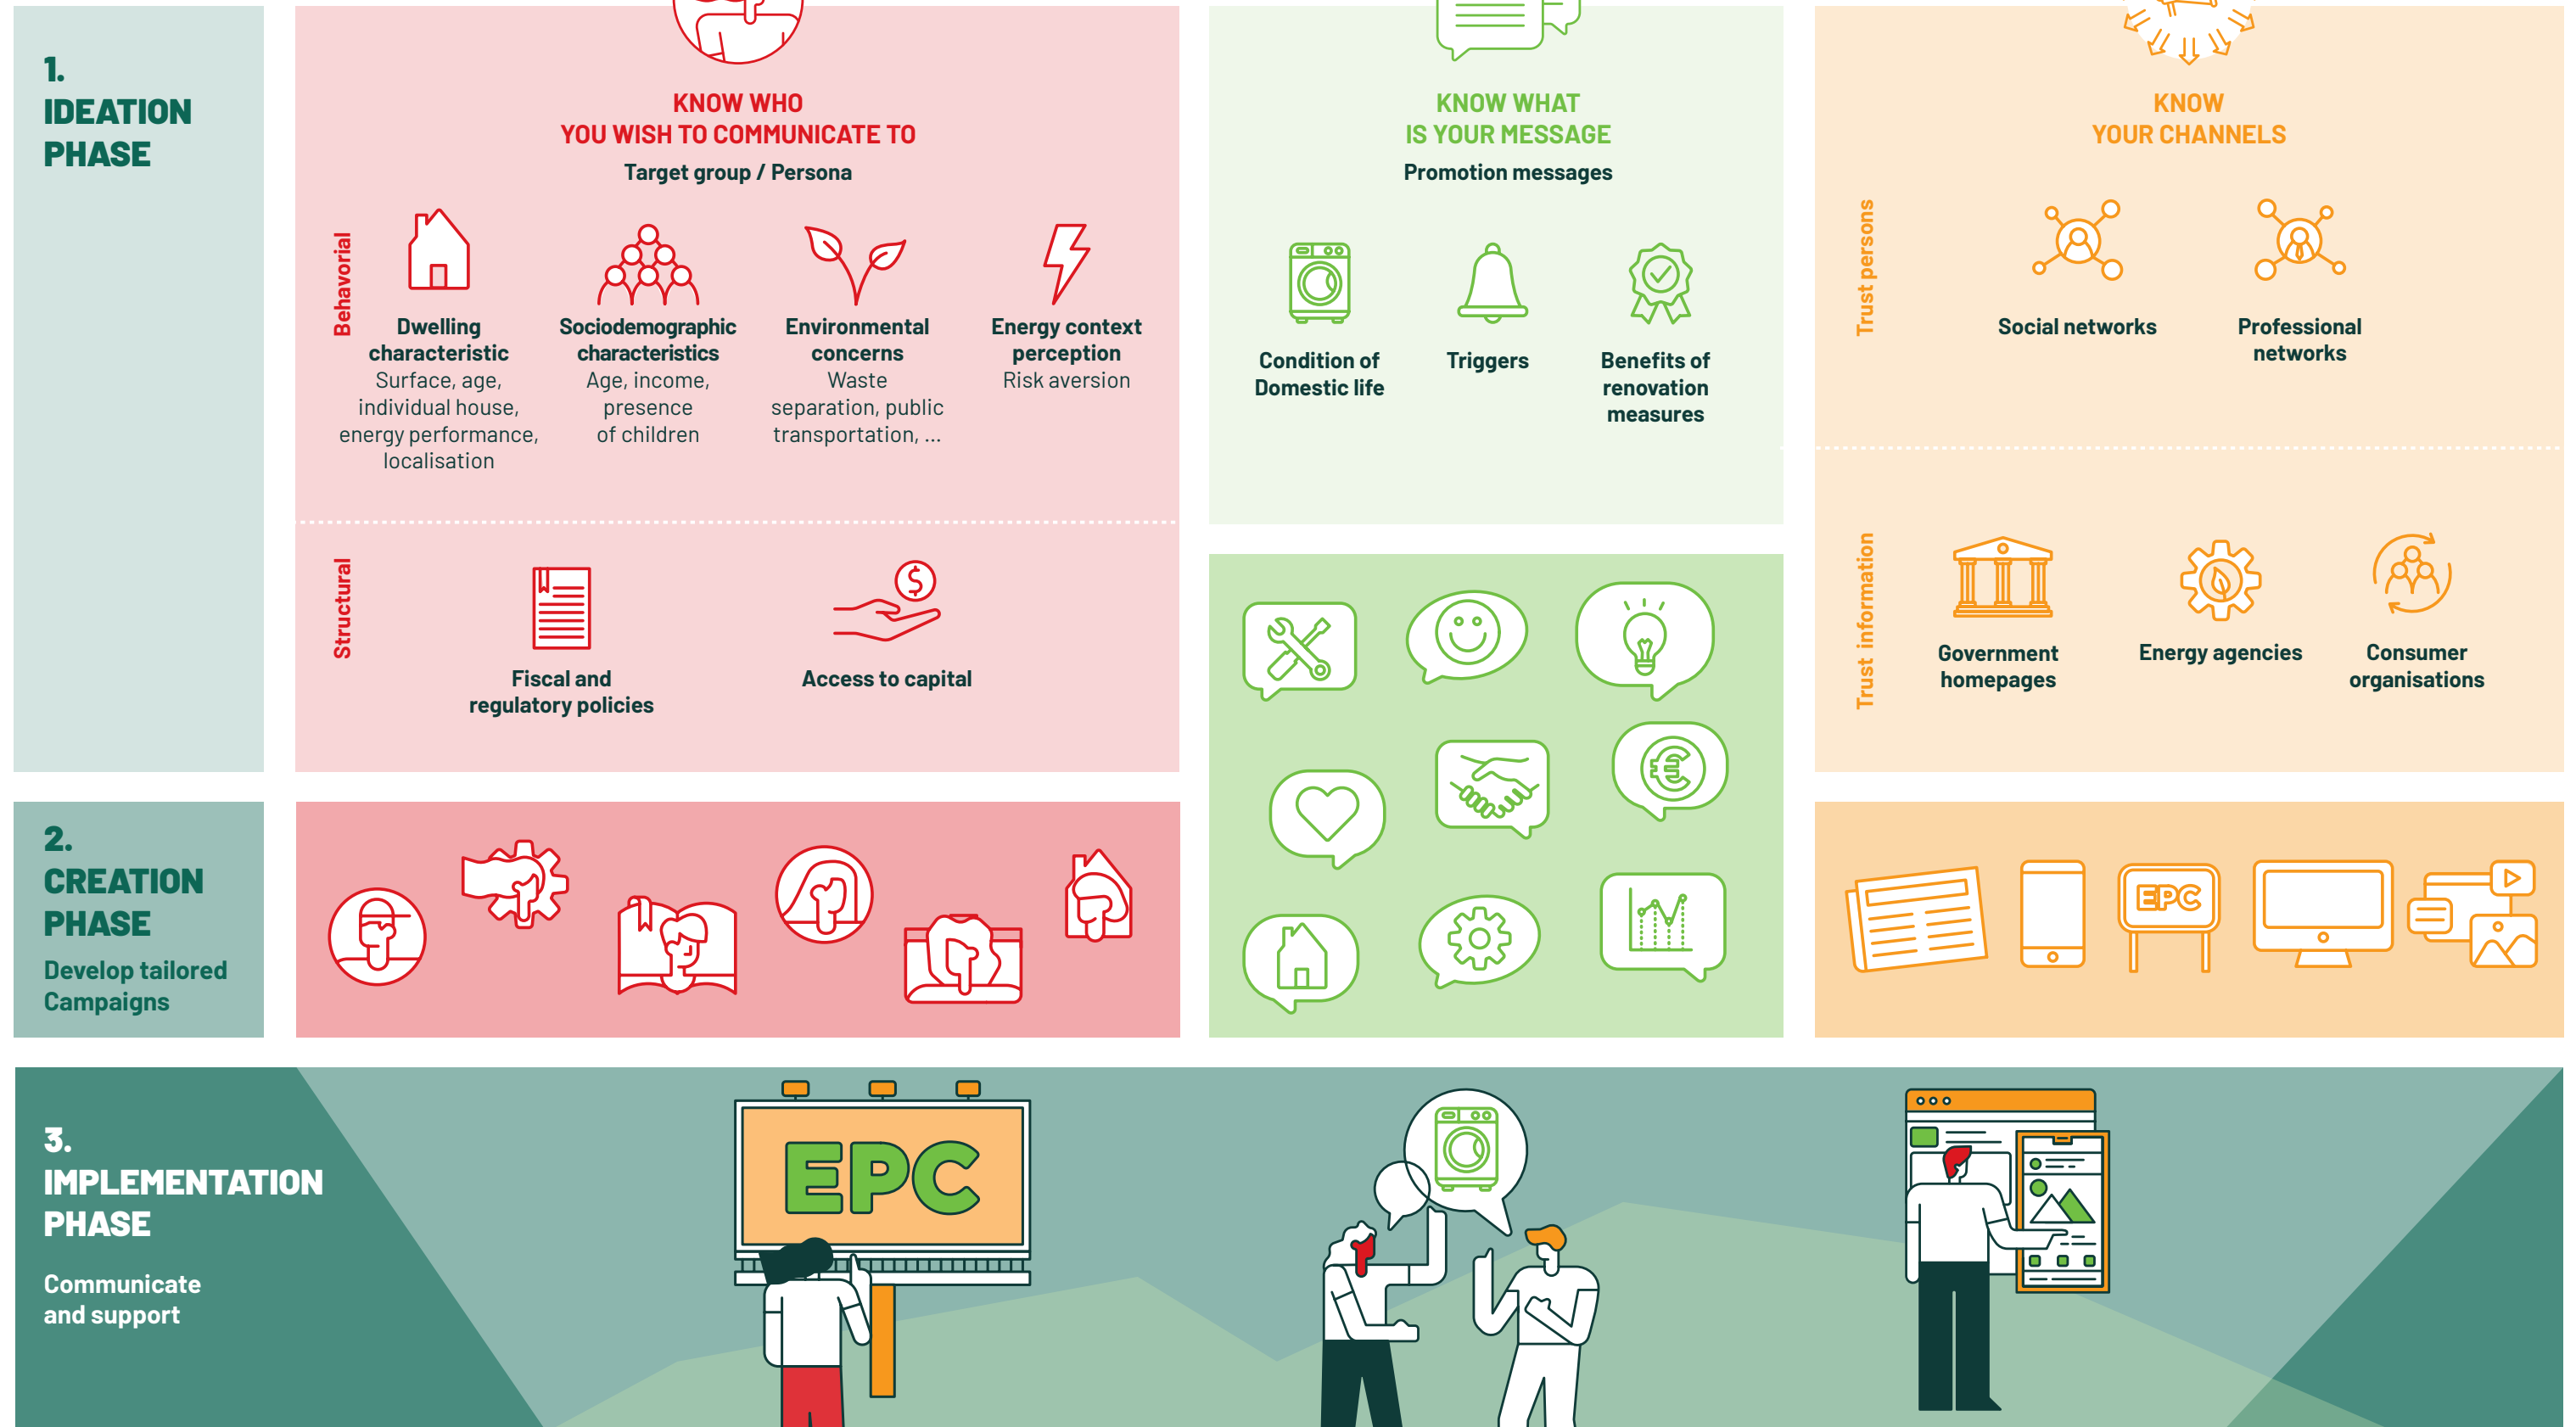 1.
IDEATION
PHASE
KNOW WHO
YOU WISH TO COMMUNICATE TO
Target group / Persona
Behavorial
Dwelling
characteristic
Surface, age,
individual house,
energy performance,
localisation
Sociodemographic
characteristics
Age, income,
presence
of children
Environmental
concerns
Waste
separation, public
transportation, ...
Energy context
perception
Risk aversion
Structural
Fiscal and
regulatory policies
Access to capital
KNOW WHAT
IS YOUR MESSAGE
Promotion messages
Condition of
Domestic life
Triggers
Benefits of
renovation
measures
KNOW
YOUR CHANNELS
Trust persons
Social networks
Professional
networks
Trust information
Government
homepages
Energy agencies
Consumer
organisations
2.
CREATION
PHASE
Develop tailored
Campaigns
EPC
3.
IMPLEMENTATION
PHASE
Communicate
and support
EPC